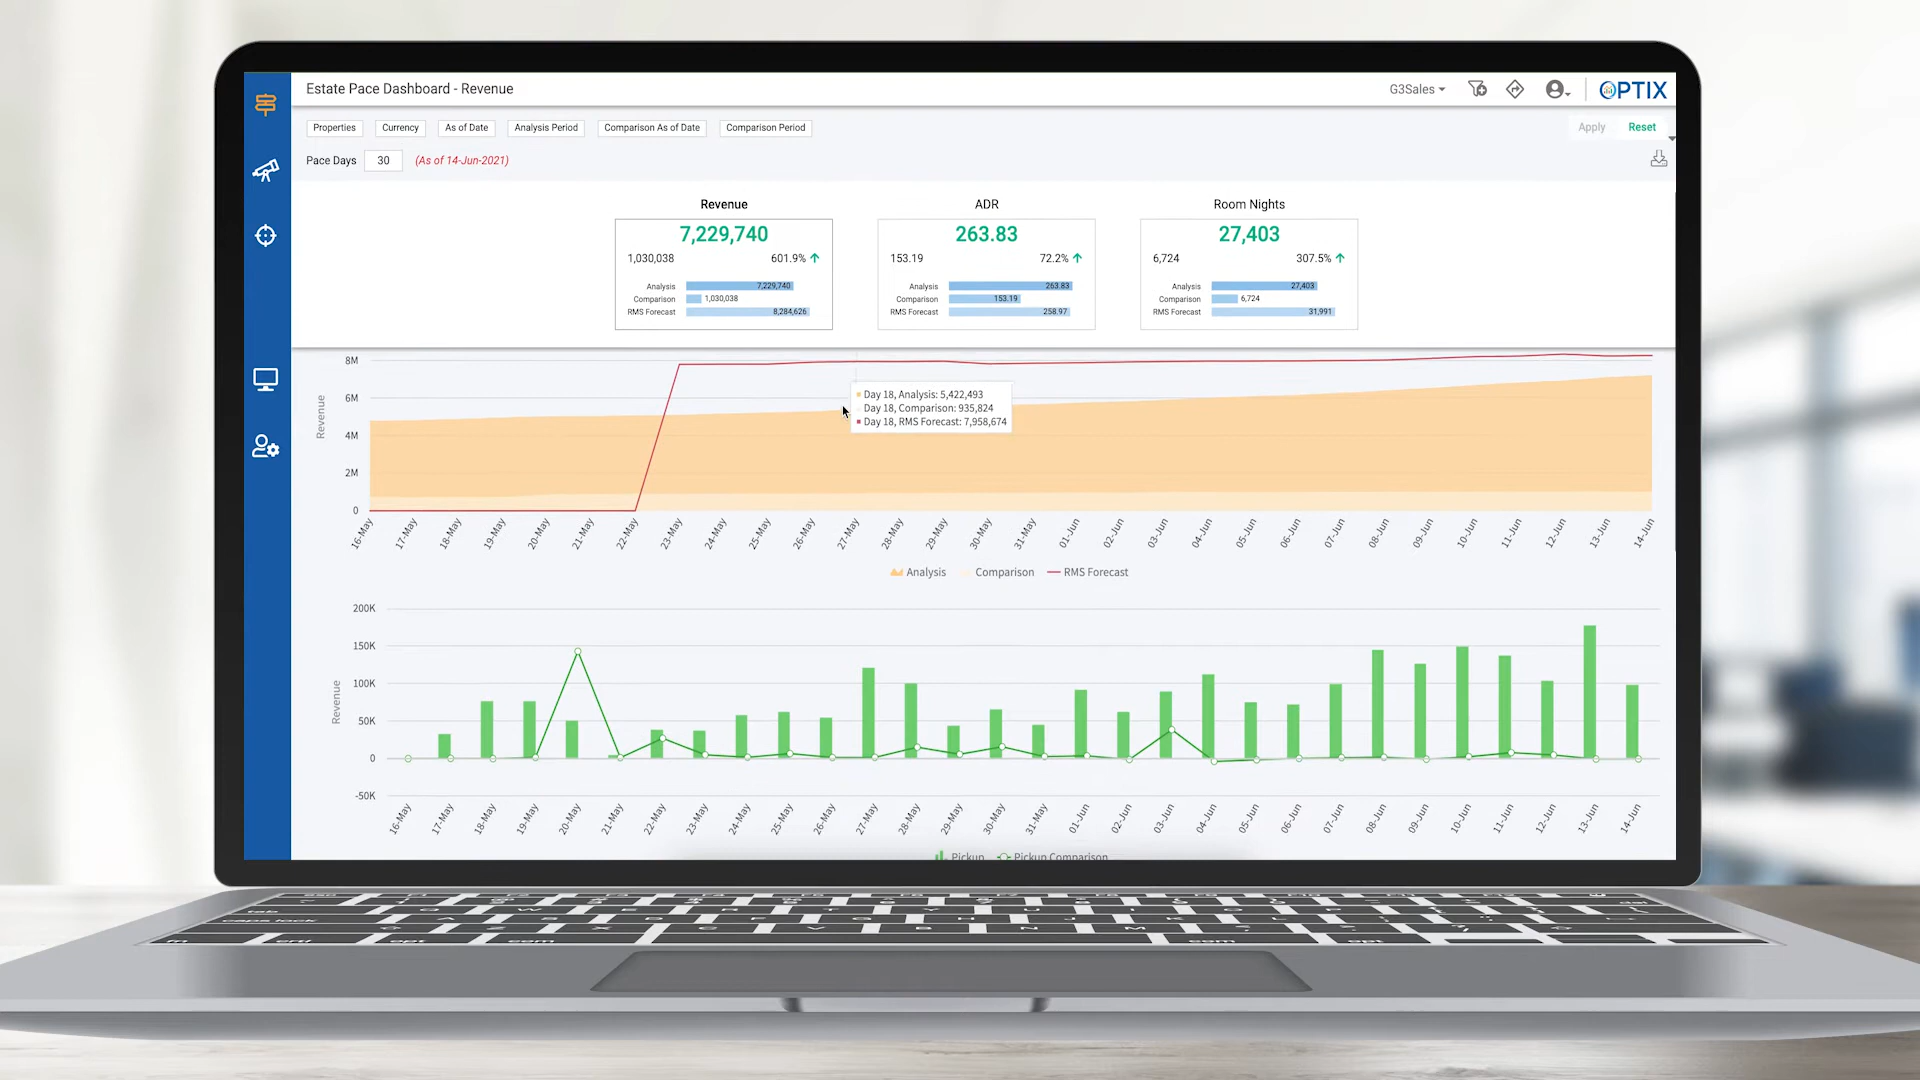 Estate Pace Dashboard - Revenue
G3Sales
OPTIX
Properties
Currency
As of Date
Analysis Period
Comparison As of Date
Comparison Period
Apply
Reset
Pace Days 30 (As of 14-Jun-2021)
Revenue
7,229,740
1,030,038 601.9%
Analysis 7,229,740
Comparison 1,030,038
RMS Forecast 8,284,626
ADR
263.83
153.19 72.2%
Analysis 263.83
Comparison 153.19
RMS Forecast 258.97
Room Nights
27,403
6,724 307.5%
Analysis 27,403
Comparison 6,724
RMS Forecast 31,991
Revenue
8M
6M
4M
2M
0
Day 18, Analysis: 5,422,493
Day 18, Comparison: 935,824
Day 18, RMS Forecast: 7,958,674
16-May 17-May 18-May 19-May 20-May 21-May 22-May 23-May 24-May 25-May 26-May 27-May 28-May 29-May 30-May 31-May 01-Jun 02-Jun 03-Jun 04-Jun 05-Jun 06-Jun 07-Jun 08-Jun 09-Jun 10-Jun 11-Jun 12-Jun 13-Jun 14-Jun
Analysis Comparison RMS Forecast
Revenue
200K
150K
100K
50K
0
-50K
16-May 17-May 18-May 19-May 20-May 21-May 22-May 23-May 24-May 25-May 26-May 27-May 28-May 29-May 30-May 31-May 01-Jun 02-Jun 03-Jun 04-Jun 05-Jun 06-Jun 07-Jun 08-Jun 09-Jun 10-Jun 11-Jun 12-Jun 13-Jun 14-Jun
Pickup Pickup Comparison